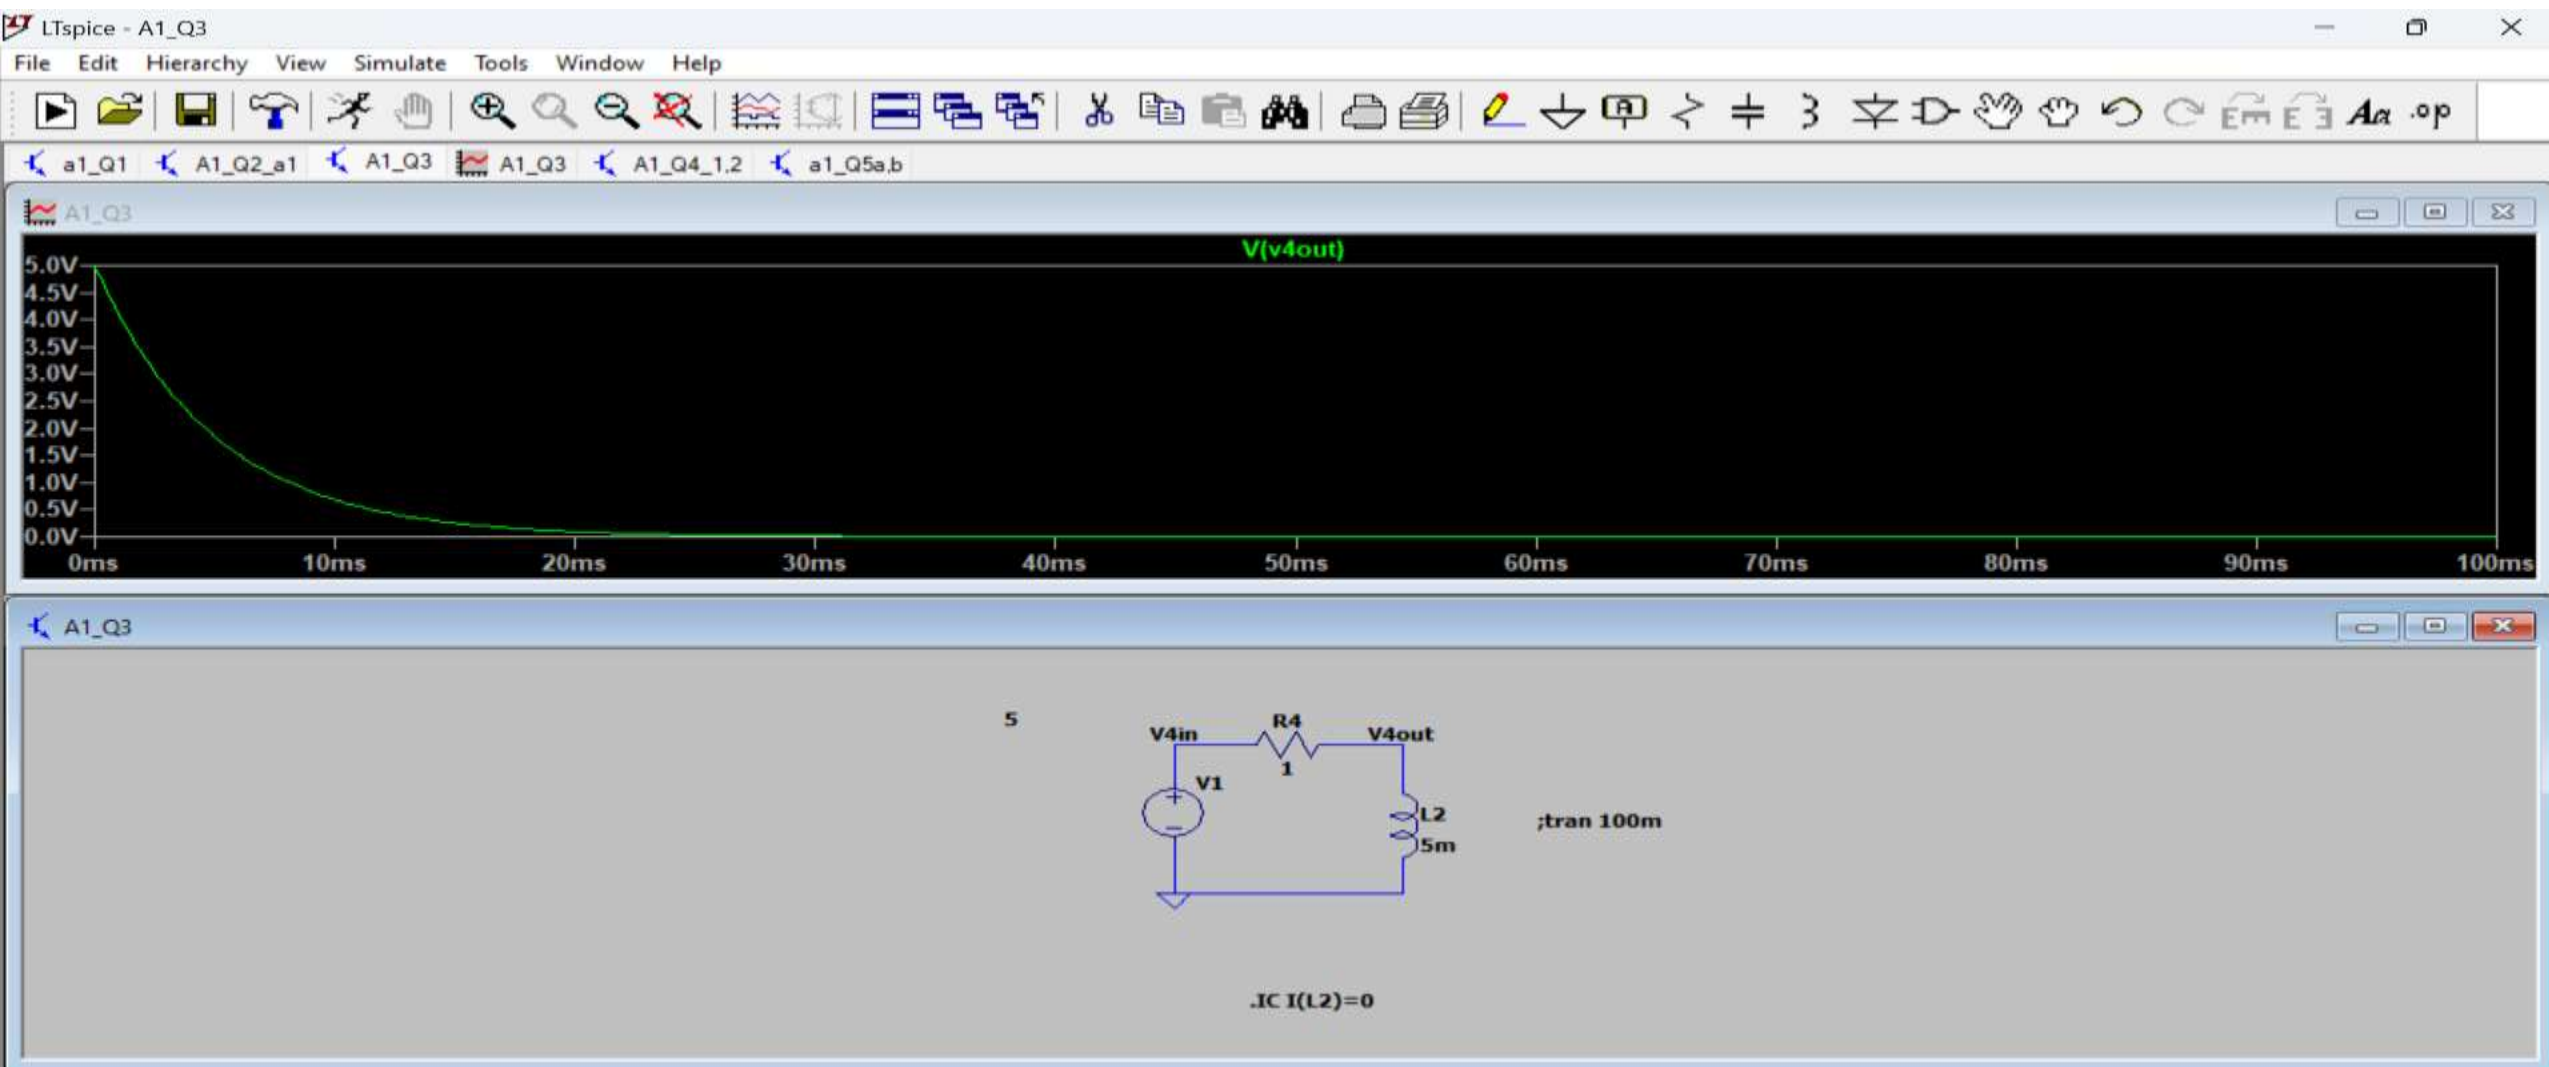 LTspice - A1_Q3
File Edit Hierarchy View Simulate Tools Window Help
A
E E Ǝ Aa .op
a1_Q1 A1_Q2_a1 A1_Q3 A1_Q3 A1_Q4_1,2 a1_Q5a,b
A1_Q3
V(v4out)
5.0V
4.5V
4.0V
3.5V
3.0V
2.5V
2.0V
1.5V
1.0V
0.5V
0.0V
0ms 10ms 20ms 30ms 40ms 50ms 60ms 70ms 80ms 90ms 100ms
A1_Q3
5
V4in R4 V4out
1
V1
L2
5m
;tran 100m
.IC I(L2)=0